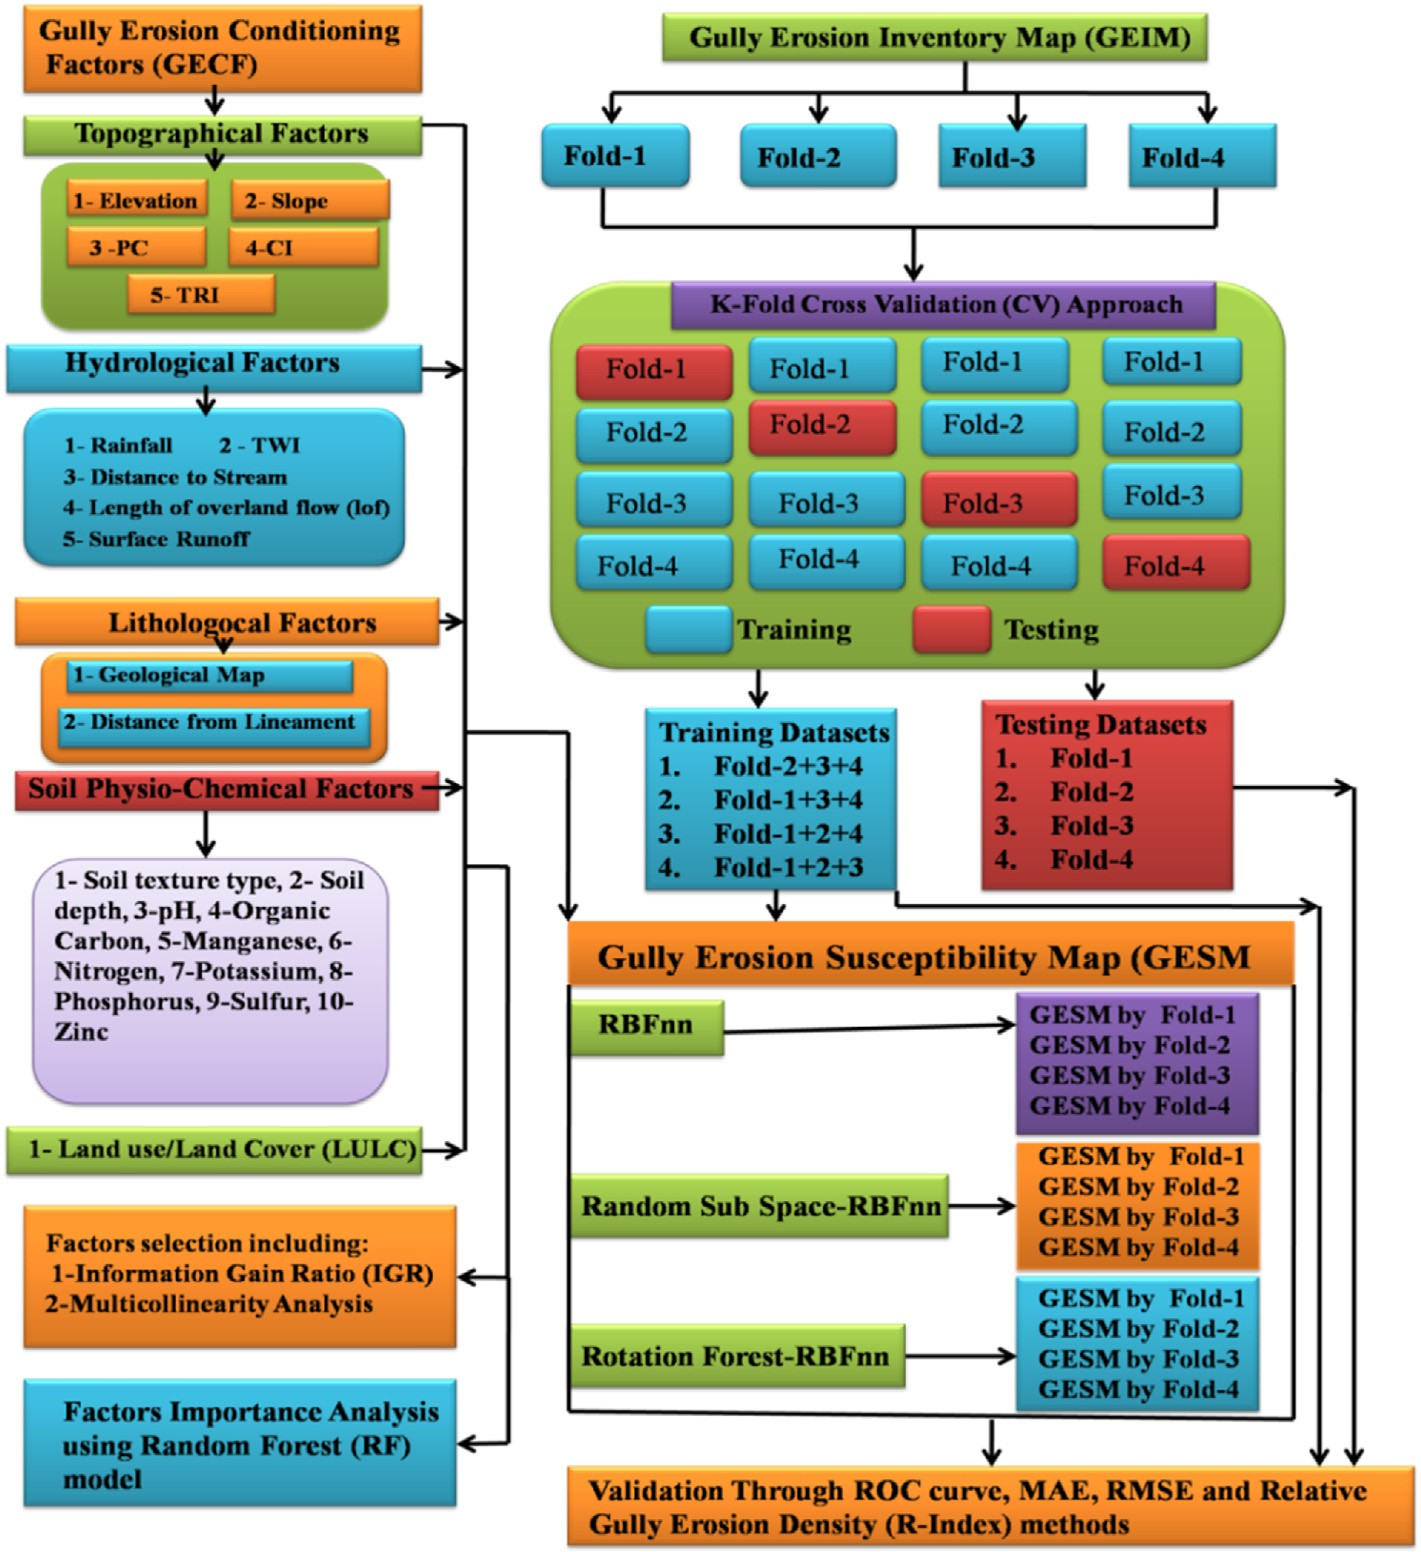 Gully Erosion Conditioning
Factors (GECF)
Topographical Factors
1- Elevation
2- Slope
3 -PC
4-CI
5- TRI
Hydrological Factors
1- Rainfall 2 - TWI
3- Distance to Stream
4- Length of overland flow (lof)
5- Surface Runoff
Lithologocal Factors
1- Geological Map
2- Distance from Lineament
Soil Physio-Chemical Factors
1- Soil texture type, 2- Soil
depth, 3-pH, 4-Organic
Carbon, 5-Manganese, 6-
Nitrogen, 7-Potassium, 8-
Phosphorus, 9-Sulfur, 10-
Zinc
1- Land use/Land Cover (LULC)
Factors selection including:
1-Information Gain Ratio (IGR)
2-Multicollinearity Analysis
Factors Importance Analysis
using Random Forest (RF)
model
Gully Erosion Inventory Map (GEIM)
Fold-1
Fold-2
Fold-3
Fold-4
K-Fold Cross Validation (CV) Approach
Fold-1
Fold-1
Fold-1
Fold-1
Fold-2
Fold-2
Fold-2
Fold-2
Fold-3
Fold-3
Fold-3
Fold-3
Fold-4
Fold-4
Fold-4
Fold-4
Training
Testing
Training Datasets
1. Fold-2+3+4
2. Fold-1+3+4
3. Fold-1+2+4
4. Fold-1+2+3
Testing Datasets
1. Fold-1
2. Fold-2
3. Fold-3
4. Fold-4
Gully Erosion Susceptibility Map (GESM
RBFnn
GESM by Fold-1
GESM by Fold-2
GESM by Fold-3
GESM by Fold-4
Random Sub Space-RBFnn
GESM by Fold-1
GESM by Fold-2
GESM by Fold-3
GESM by Fold-4
Rotation Forest-RBFnn
GESM by Fold-1
GESM by Fold-2
GESM by Fold-3
GESM by Fold-4
Validation Through ROC curve, MAE, RMSE and Relative
Gully Erosion Density (R-Index) methods